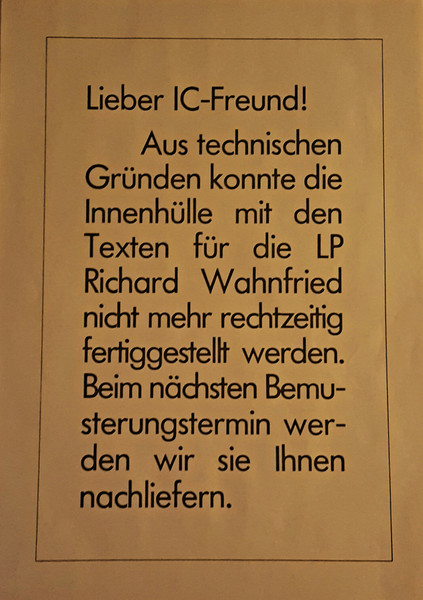 Lieber IC-Freund!
Aus technischen
Gründen konnte die
Innenhülle mit den
Texten für die LP
Richard Wahnfried
nicht mehr rechtzeitig
fertiggestellt werden.
Beim nächsten Bemu-
sterungstermin wer-
den wir sie Ihnen
nachliefern.